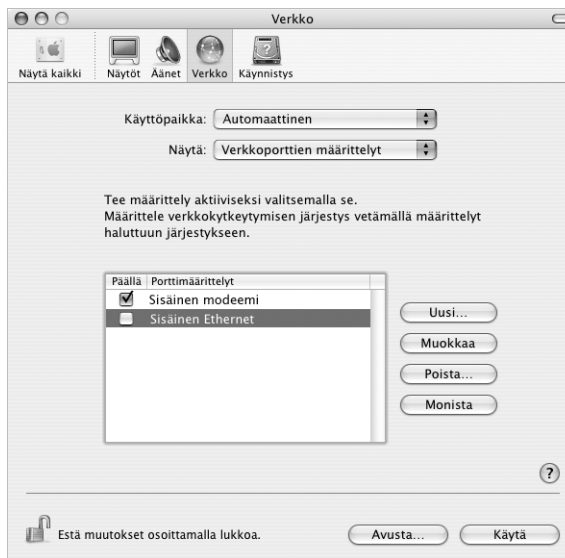 Verkko
Näytä kaikki
Näytöt
Äänet
Verkko
Käynnistys
Käyttöpaikka: Automaattinen
Näytä: Verkkoporttien määrittelyt
Tee määrittely aktiiviseksi valitsemalla se.
Määrittele verkkokytkeytymisen järjestys vetämällä määrittelyt
haluttuun järjestykseen.
Päällä Porttimäärittelyt
Sisäinen modeemi
Sisäinen Ethernet
Uusi...
Muokkaa
Poista...
Monista
?
Estä muutokset osoittamalla lukkoa.
Avusta...
Käytä